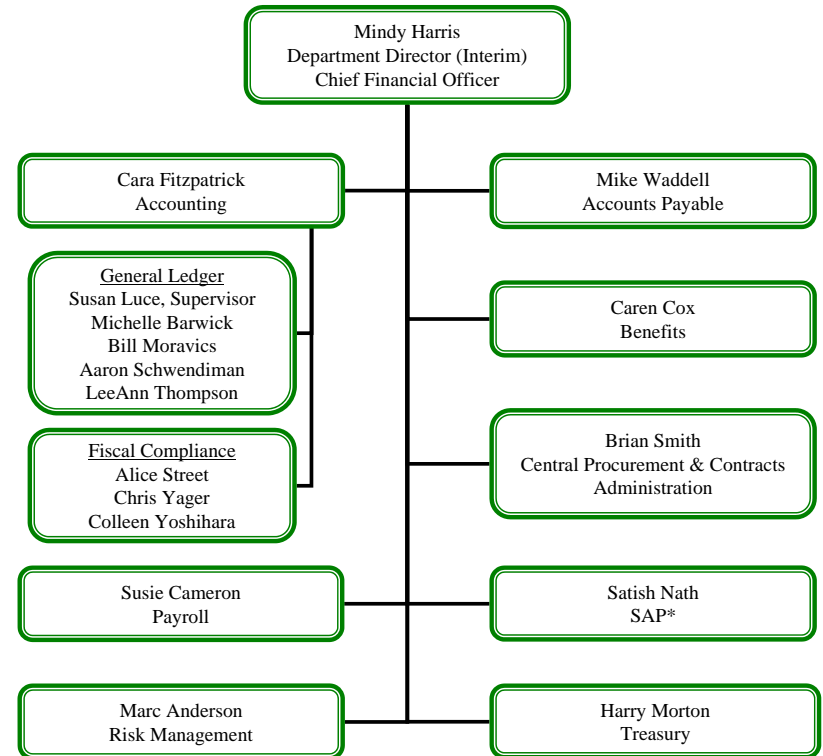 Mindy Harris
Department Director (Interim)
Chief Financial Officer
Cara Fitzpatrick
Accounting
Mike Waddell
Accounts Payable
General Ledger
Susan Luce, Supervisor
Michelle Barwick
Bill Moravics
Aaron Schwendiman
LeeAnn Thompson
Caren Cox
Benefits
Fiscal Compliance
Alice Street
Chris Yager
Colleen Yoshihara
Brian Smith
Central Procurement & Contracts
Administration
Susie Cameron
Payroll
Satish Nath
SAP*
Marc Anderson
Risk Management
Harry Morton
Treasury